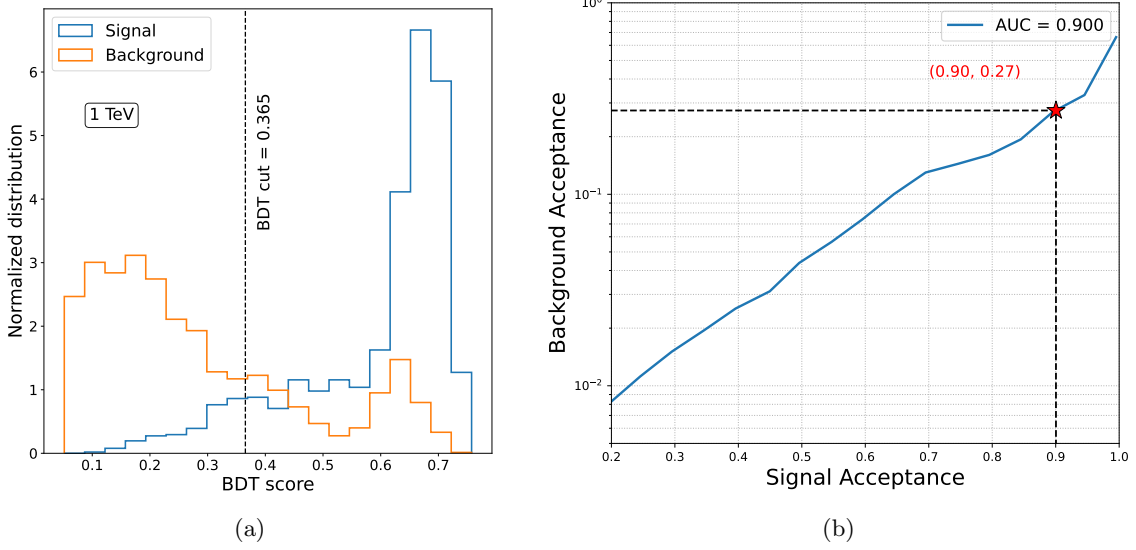 Signal
Background
1 TeV
BDT cut = 0.365
Normalized distribution
6
5
4
3
2
1
0
0.1 0.2 0.3 0.4 0.5 0.6 0.7
BDT score
(a)
AUC = 0.900
(0.90, 0.27)
Background Acceptance
10⁰
10⁻¹
10⁻²
0.2 0.3 0.4 0.5 0.6 0.7 0.8 0.9 1.0
Signal Acceptance
(b)